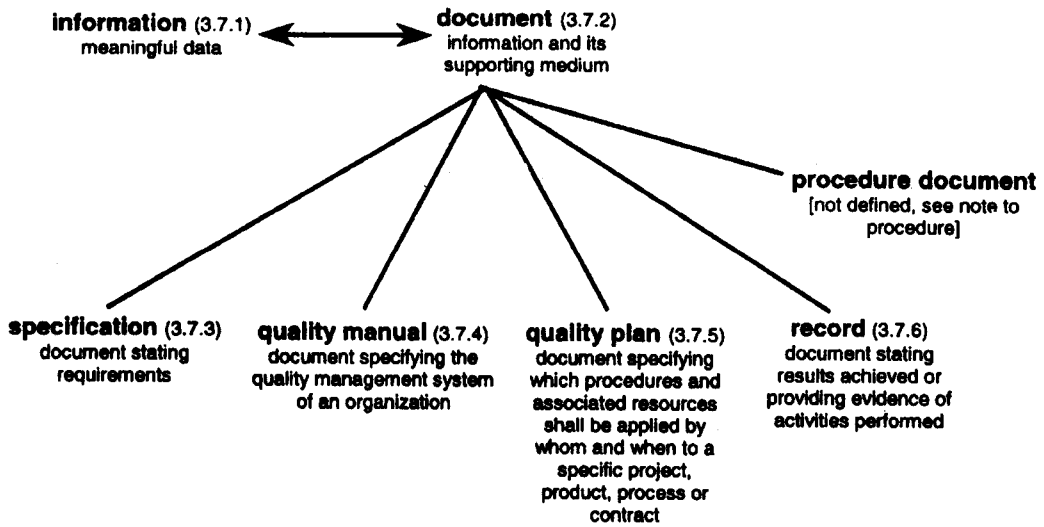 information (3.7.1)
meaningful data
document (3.7.2)
information and its
supporting medium
procedure document
[not defined, see note to
procedure]
specification (3.7.3)
document stating
requirements
quality manual (3.7.4)
document specifying the
quality management system
of an organization
quality plan (3.7.5)
document specifying
which procedures and
associated resources
shall be applied by
whom and when to a
specific project,
product, process or
contract
record (3.7.6)
document stating
results achieved or
providing evidence of
activities performed